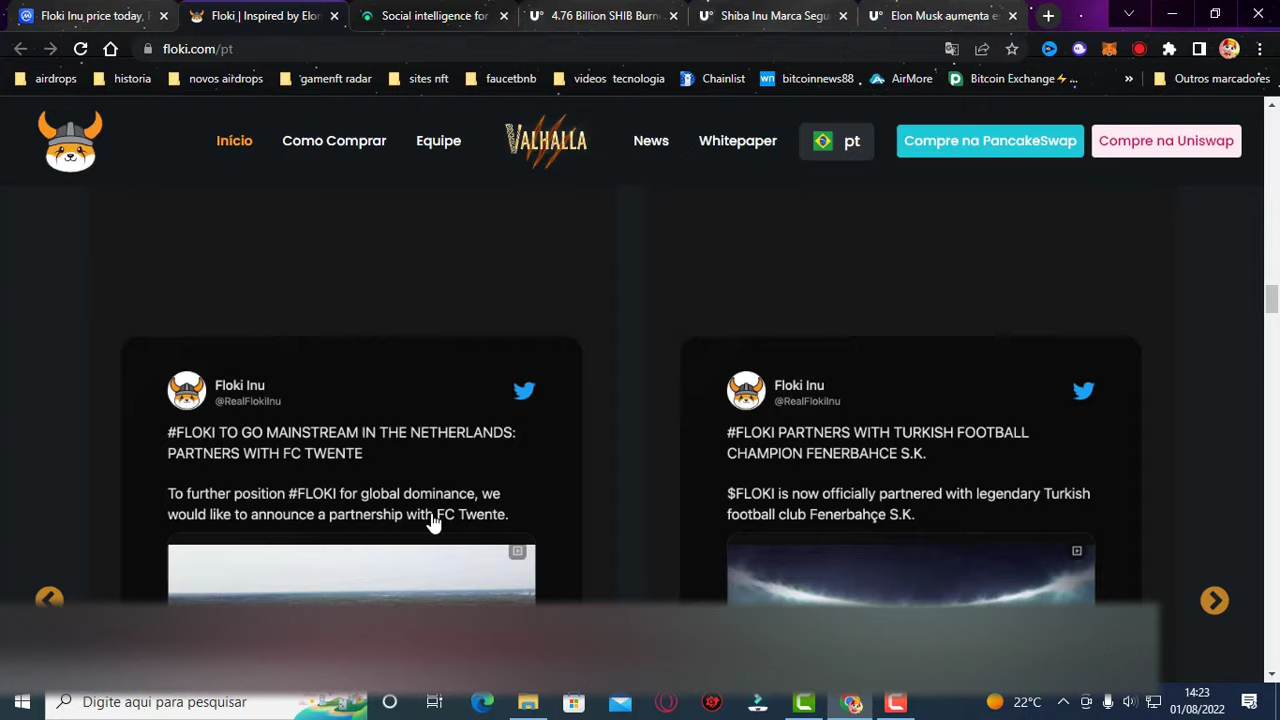 Floki Inu price today, F
Floki | Inspired by Elon
Social intelligence for
4.76 Billion SHIB Burne
Shiba Inu Marca Segu
Elon Musk aumenta es
floki.com/pt
airdrops
historia
novos airdrops
gamenft radar
sites nft
faucetbnb
videos tecnologia
Chainlist
bitcoinnews88
AirMore
Bitcoin Exchange⚡...
»
Outros marcadores
Início
Como Comprar
Equipe
VALHALLA
News
Whitepaper
pt
Compre na PancakeSwap
Compre na Uniswap
Floki Inu
@RealFlokiInu
#FLOKI TO GO MAINSTREAM IN THE NETHERLANDS:
PARTNERS WITH FC TWENTE
To further position #FLOKI for global dominance, we
would like to announce a partnership with FC Twente.
Floki Inu
@RealFlokiInu
#FLOKI PARTNERS WITH TURKISH FOOTBALL
CHAMPION FENERBAHCE S.K.
$FLOKI is now officially partnered with legendary Turkish
football club Fenerbahçe S.K.
Digite aqui para pesquisar
22°C
14:23
01/08/2022